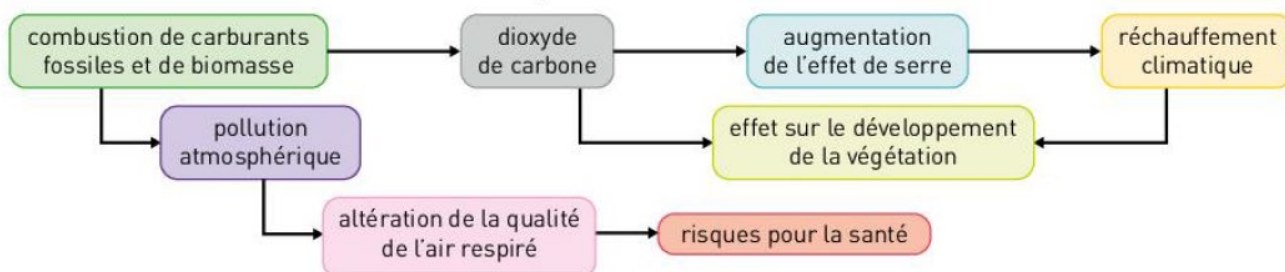 combustion de carburants
fossiles et de biomasse
dioxyde
de carbone
augmentation
de l'effet de serre
réchauffement
climatique
pollution
atmosphérique
effet sur le développement
de la végétation
altération de la qualité
de l'air respiré
risques pour la santé